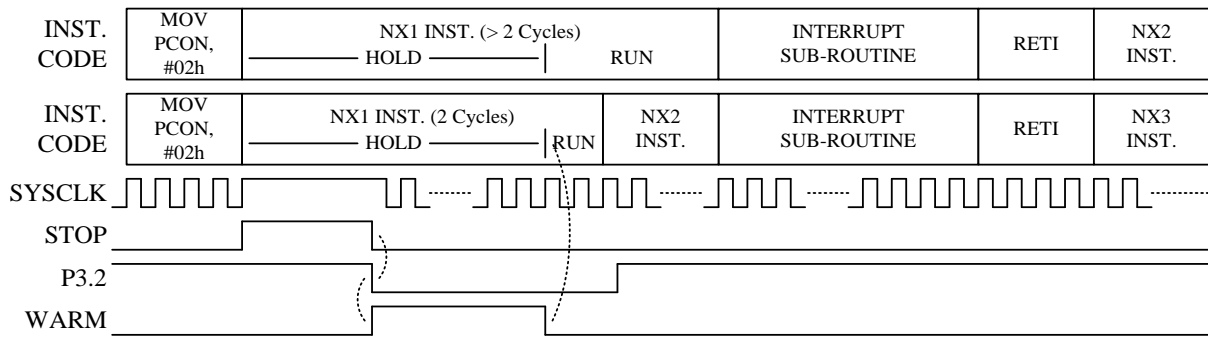 INST. CODE
MOV PCON, #02h
NX1 INST. (> 2 Cycles)
HOLD
RUN
INTERRUPT SUB-ROUTINE
RETI
NX2 INST.
INST. CODE
MOV PCON, #02h
NX1 INST. (2 Cycles)
HOLD
RUN
NX2 INST.
INTERRUPT SUB-ROUTINE
RETI
NX3 INST.
SYSCLK
STOP
P3.2
WARM